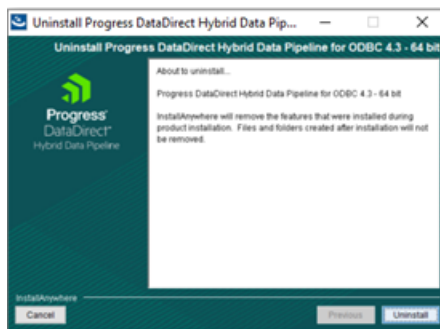 Uninstall Progress DataDirect Hybrid Data Pip...
Uninstall Progress DataDirect Hybrid Data Pipeline for ODBC 4.3 - 64 bit
About to uninstall...
Progress DataDirect Hybrid Data Pipeline for ODBC 4.3 - 64 bit
InstallAnywhere will remove the features that were installed during
product installation. Files and folders created after installation will not
be removed.
Progress®
DataDirect®
Hybrid Data Pipeline
InstallAnywhere
Cancel
Previous
Uninstall